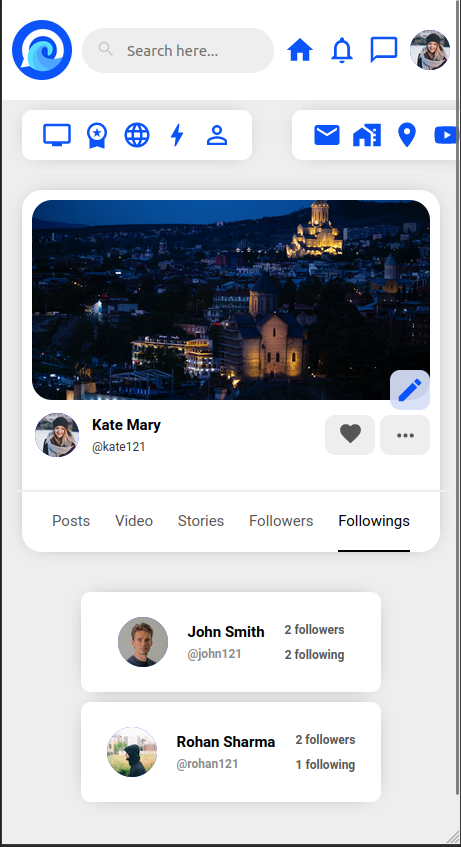 Search here...
Kate Mary
@kate121
Posts Video Stories Followers Followings
John Smith
@john121
2 followers
2 following
Rohan Sharma
@rohan121
2 followers
1 following